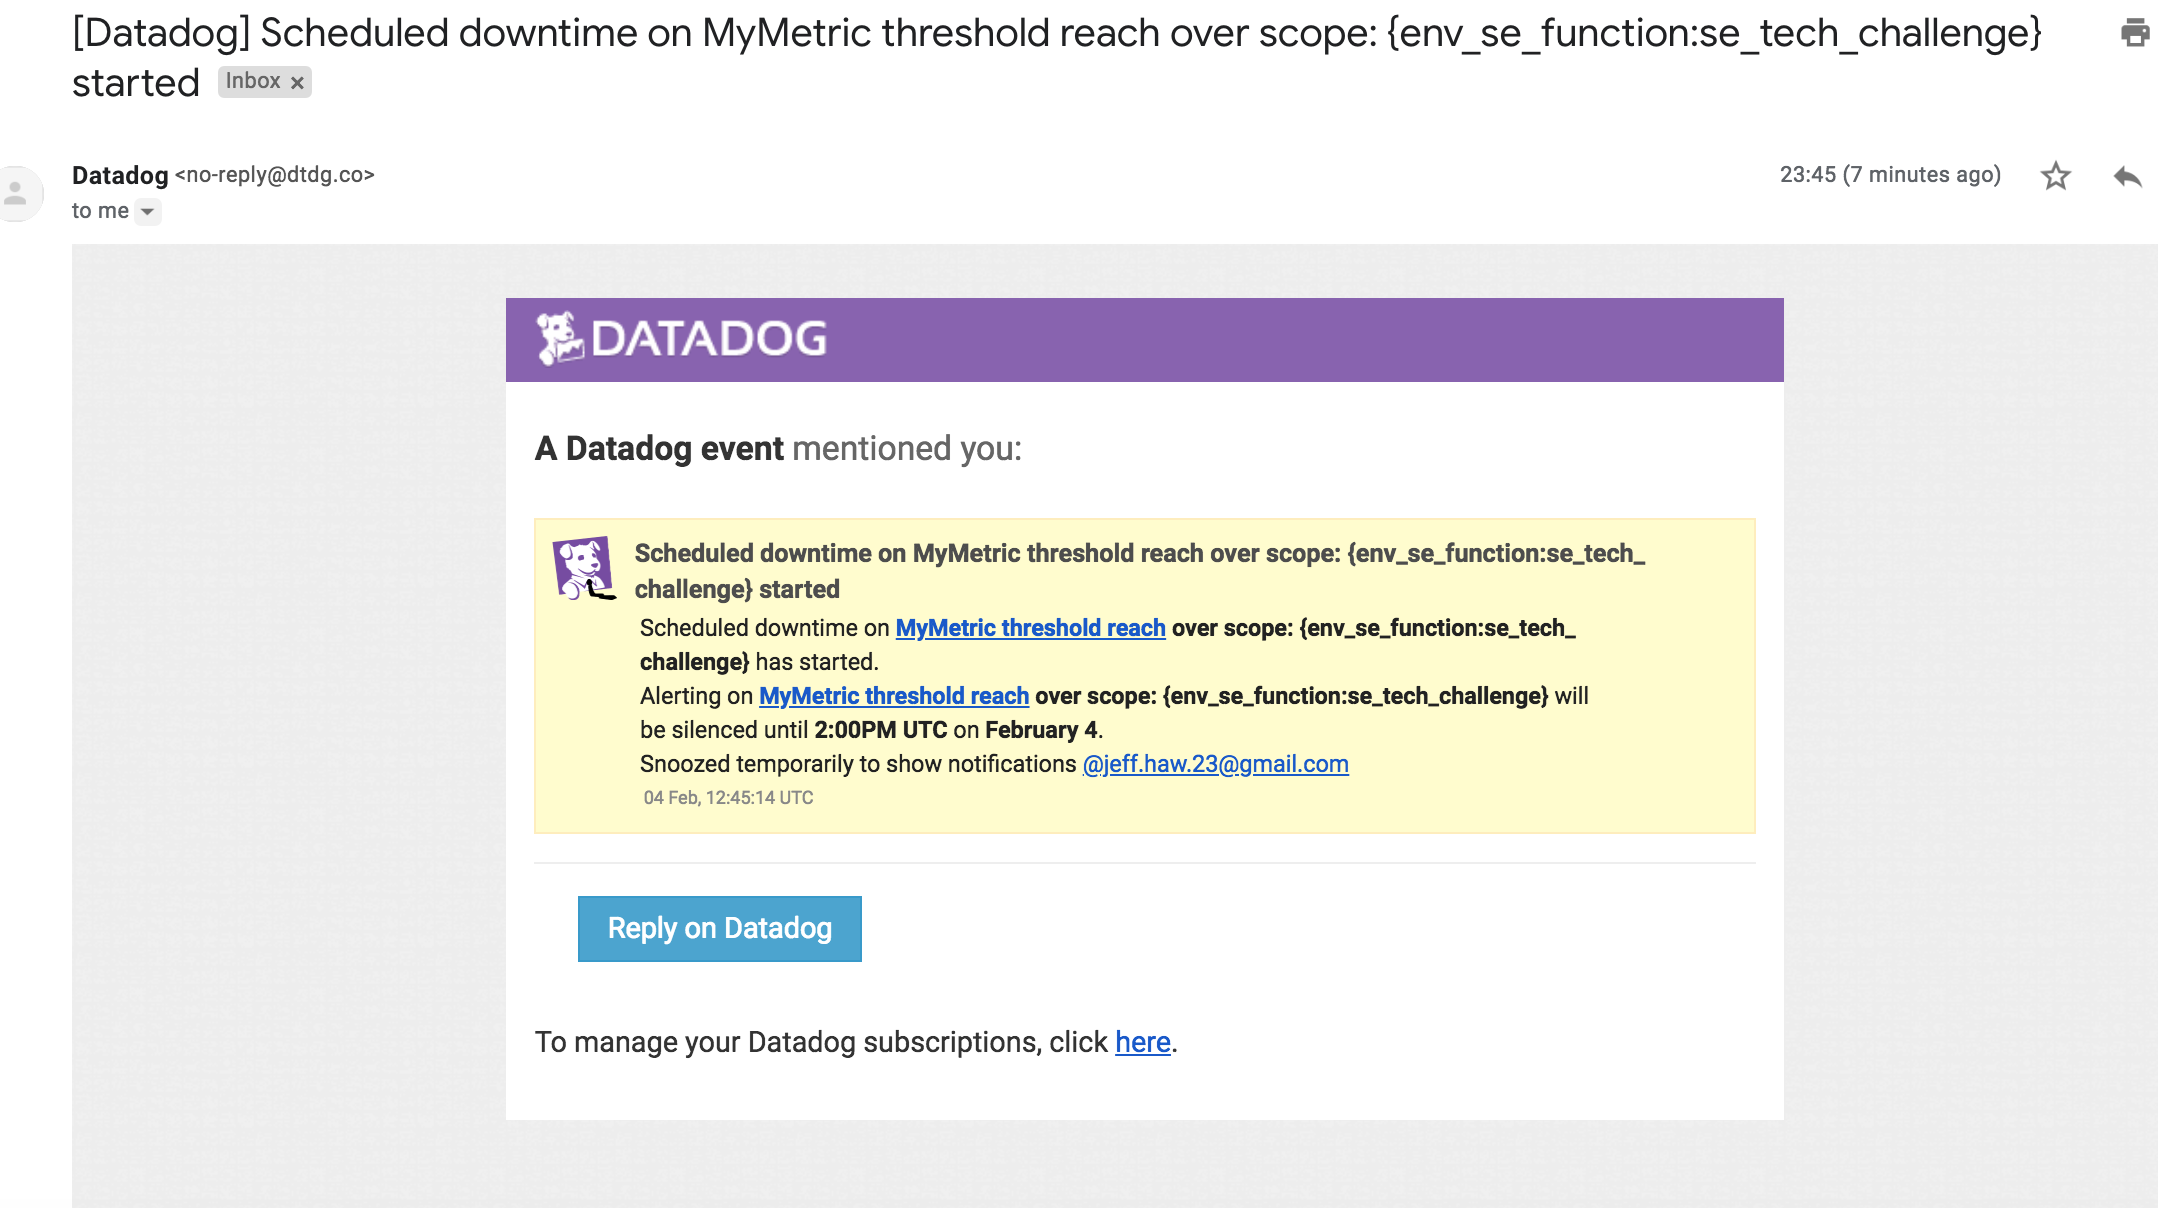 [Datadog] Scheduled downtime on MyMetric threshold reach over scope: {env_se_function:se_tech_challenge}
started Inbox x
Datadog <no-reply@dtdg.co>
23:45 (7 minutes ago)
to me
DATADOG
A Datadog event mentioned you:
Scheduled downtime on MyMetric threshold reach over scope: {env_se_function:se_tech_
challenge} started
Scheduled downtime on MyMetric threshold reach over scope: {env_se_function:se_tech_
challenge} has started.
Alerting on MyMetric threshold reach over scope: {env_se_function:se_tech_challenge} will
be silenced until 2:00PM UTC on February 4.
Snoozed temporarily to show notifications @jeff.haw.23@gmail.com
04 Feb, 12:45:14 UTC
Reply on Datadog
To manage your Datadog subscriptions, click here.